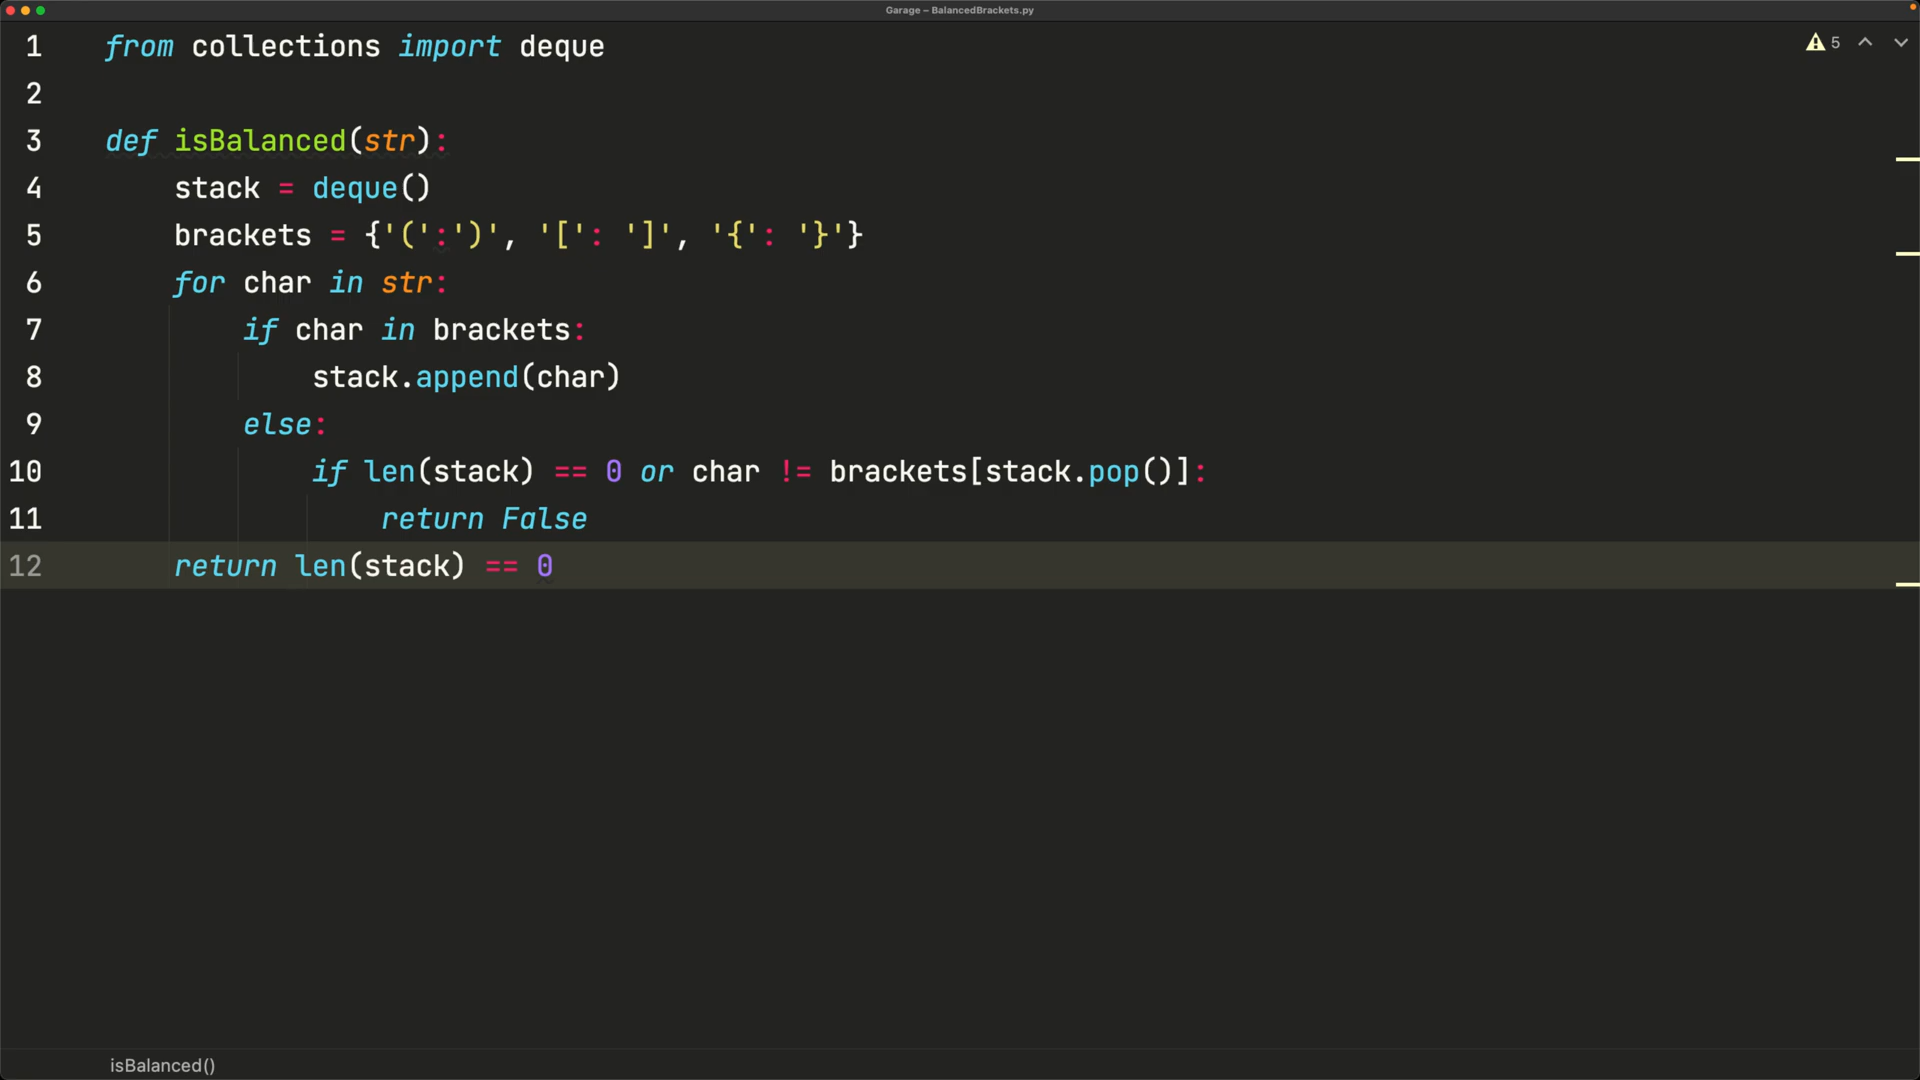 Garage – BalancedBrackets.py
5
1 from collections import deque
2
3 def isBalanced(str):
4     stack = deque()
5     brackets = {'(':')', '[': ']', '{': '}'}
6     for char in str:
7         if char in brackets:
8             stack.append(char)
9         else:
10             if len(stack) == 0 or char != brackets[stack.pop()]:
11                 return False
12     return len(stack) == 0
isBalanced()